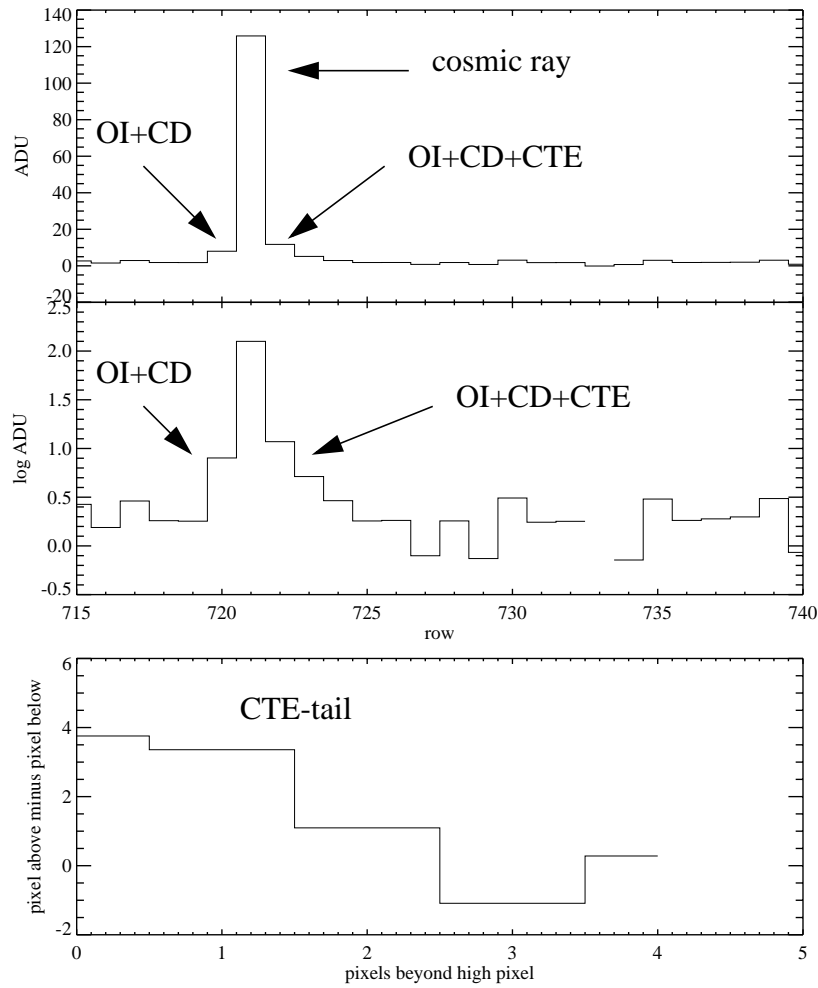 140
120
100
80
60
40
20
0
-20
ADU
cosmic ray
OI+CD
OI+CD+CTE
2.5
2.0
1.5
1.0
0.5
0.0
-0.5
log ADU
OI+CD
OI+CD+CTE
715 720 725 730 735 740
row
6
4
2
0
-2
pixel above minus pixel below
CTE-tail
0 1 2 3 4 5
pixels beyond high pixel